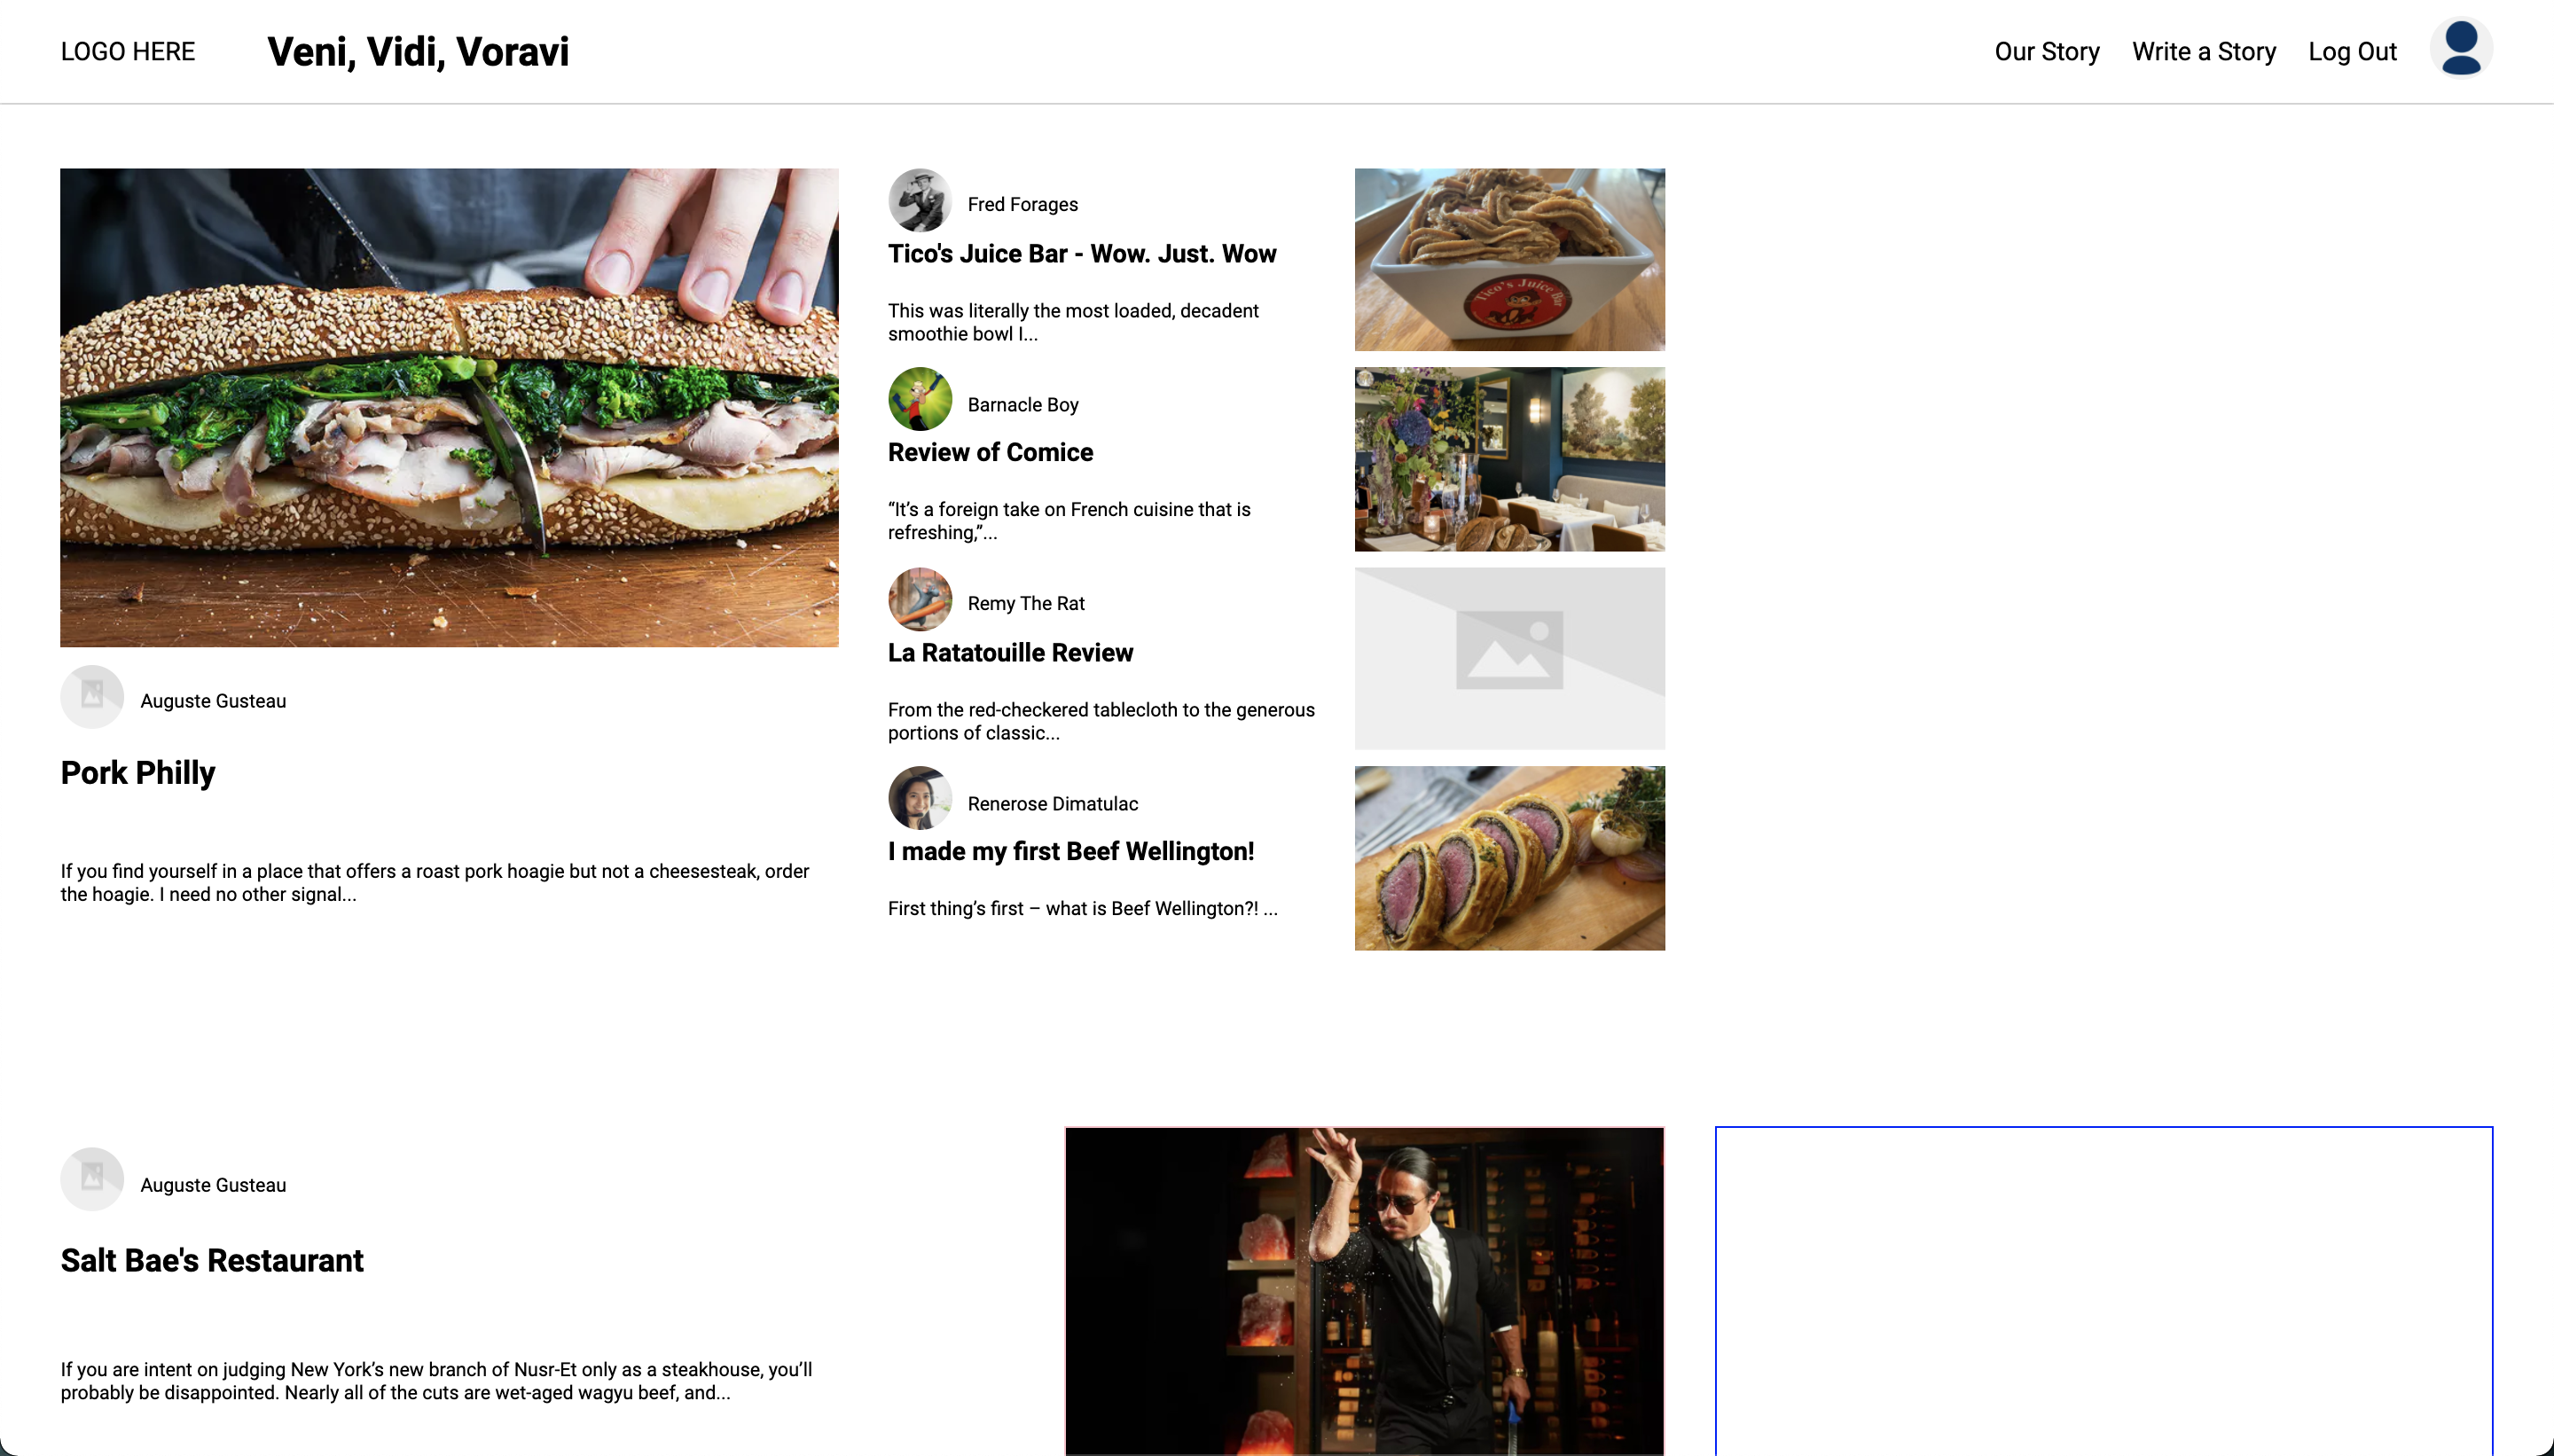 LOGO HERE
Veni, Vidi, Voravi
Our Story
Write a Story
Log Out
Auguste Gusteau
Pork Philly
If you find yourself in a place that offers a roast pork hoagie but not a cheesesteak, order
the hoagie. I need no other signal...
Fred Forages
Tico's Juice Bar - Wow. Just. Wow
This was literally the most loaded, decadent
smoothie bowl I...
Tico's Juice Bar
Barnacle Boy
Review of Comice
“It’s a foreign take on French cuisine that is
refreshing,”...
Remy The Rat
La Ratatouille Review
From the red-checkered tablecloth to the generous
portions of classic...
Renerose Dimatulac
I made my first Beef Wellington!
First thing’s first – what is Beef Wellington?! ...
Auguste Gusteau
Salt Bae's Restaurant
If you are intent on judging New York’s new branch of Nusr-Et only as a steakhouse, you’ll
probably be disappointed. Nearly all of the cuts are wet-aged wagyu beef, and...